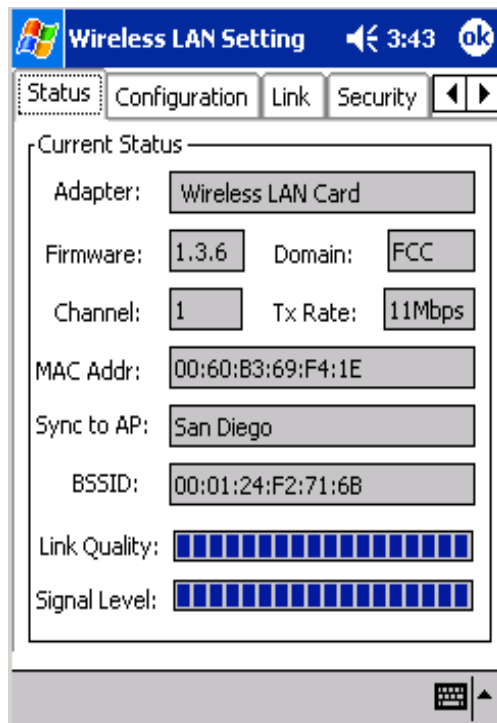 Wireless LAN Setting 3:43 ok
Status Configuration Link Security
Current Status
Adapter: Wireless LAN Card
Firmware: 1.3.6 Domain: FCC
Channel: 1 Tx Rate: 11Mbps
MAC Addr: 00:60:B3:69:F4:1E
Sync to AP: San Diego
BSSID: 00:01:24:F2:71:6B
Link Quality:
Signal Level: